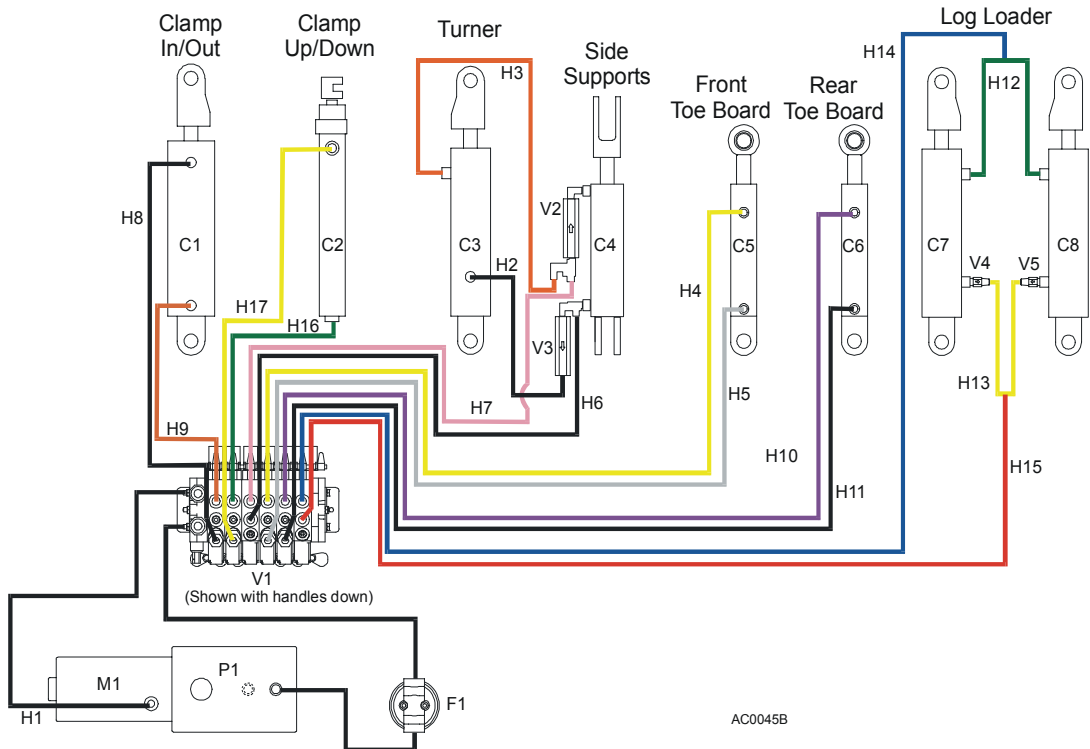 Clamp
In/Out
Clamp
Up/Down
Turner
Side
Supports
Front
Toe Board
Rear
Toe Board
Log Loader
H14
H3
H12
H8
V2
C1
C2
C3
C4
C5
C6
C7
C8
H2
V4
V5
H4
H17
H16
V3
H13
H5
H7
H6
H9
H10
H15
H11
V1
(Shown with handles down)
M1
P1
F1
H1
AC0045B